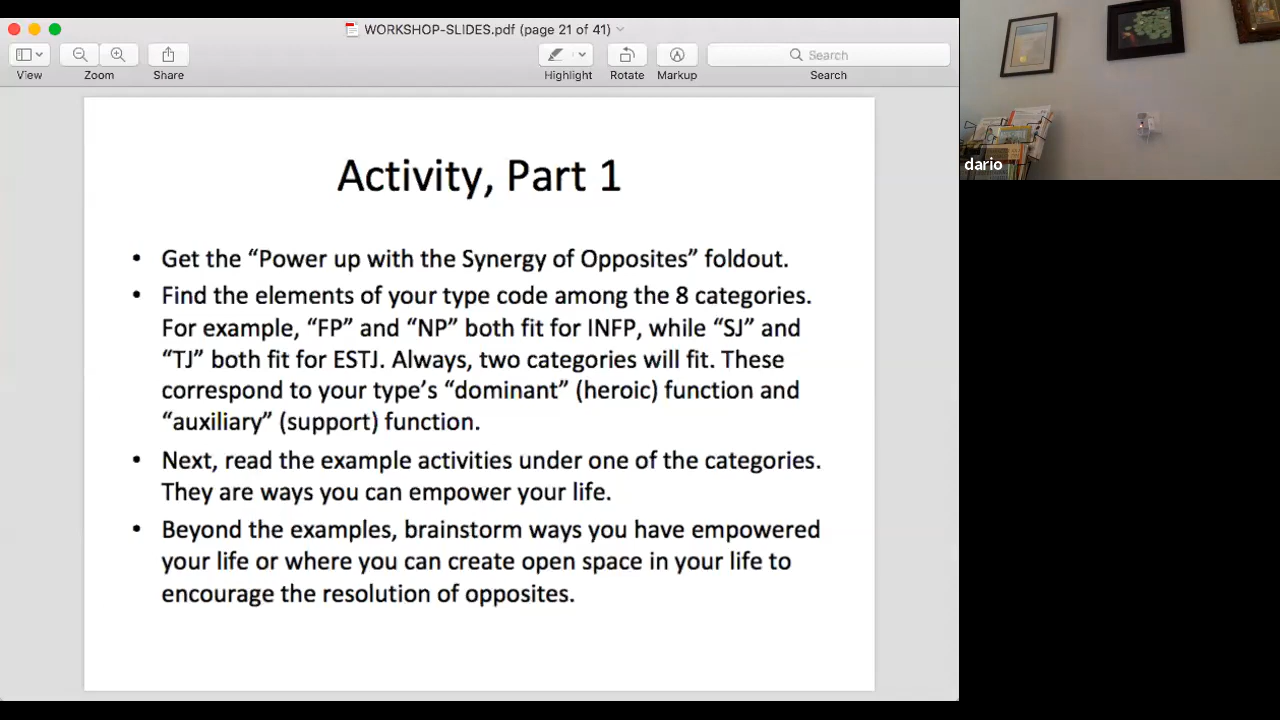 WORKSHOP-SLIDES.pdf (page 21 of 41)
View
Zoom
Share
Highlight
Rotate
Markup
Search
Search
Activity, Part 1
• Get the “Power up with the Synergy of Opposites” foldout.
• Find the elements of your type code among the 8 categories.
For example, “FP” and “NP” both fit for INFP, while “SJ” and
“TJ” both fit for ESTJ. Always, two categories will fit. These
correspond to your type’s “dominant” (heroic) function and
“auxiliary” (support) function.
• Next, read the example activities under one of the categories.
They are ways you can empower your life.
• Beyond the examples, brainstorm ways you have empowered
your life or where you can create open space in your life to
encourage the resolution of opposites.
dario